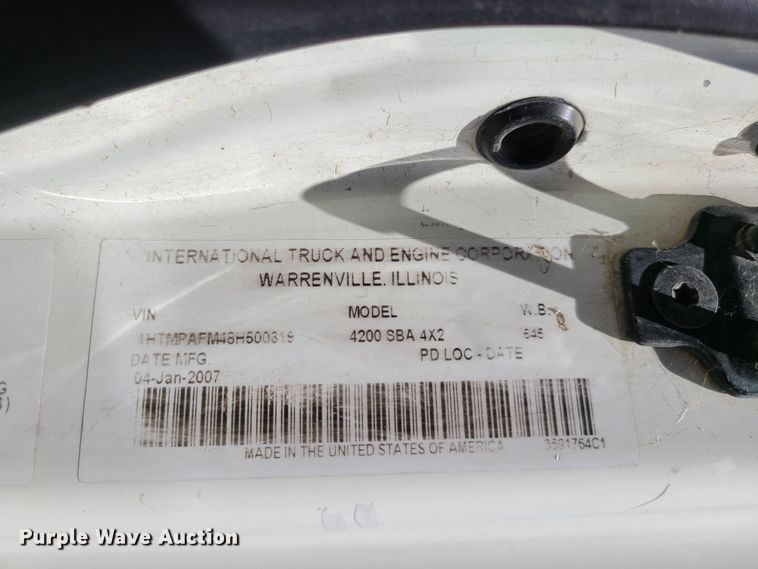 INTERNATIONAL TRUCK AND ENGINE CORPORATION
WARRENVILLE, ILLINOIS
VIN MODEL W.B.
1HTMPAFM48H500319 4200 SBA 4X2
DATE MFG. PD LOC - DATE
04-Jan-2007
MADE IN THE UNITED STATES OF AMERICA 3591764C1
Purple Wave Auction